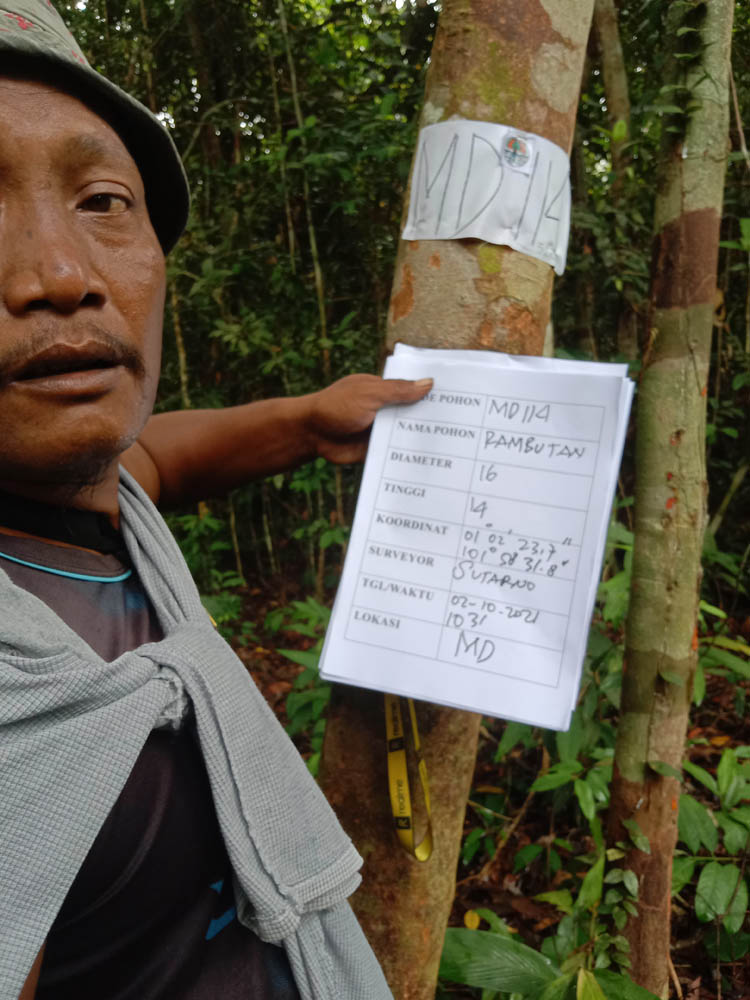 MD114
DE POHON MD114
NAMA POHON RAMBUTAN
DIAMETER 16
TINGGI 14
KOORDINAT 01° 02' 23,7"
101° 58' 31.8"
SURVEYOR SUTARNO
TGL/WAKTU 02-10-2021
1031
LOKASI MD
realme